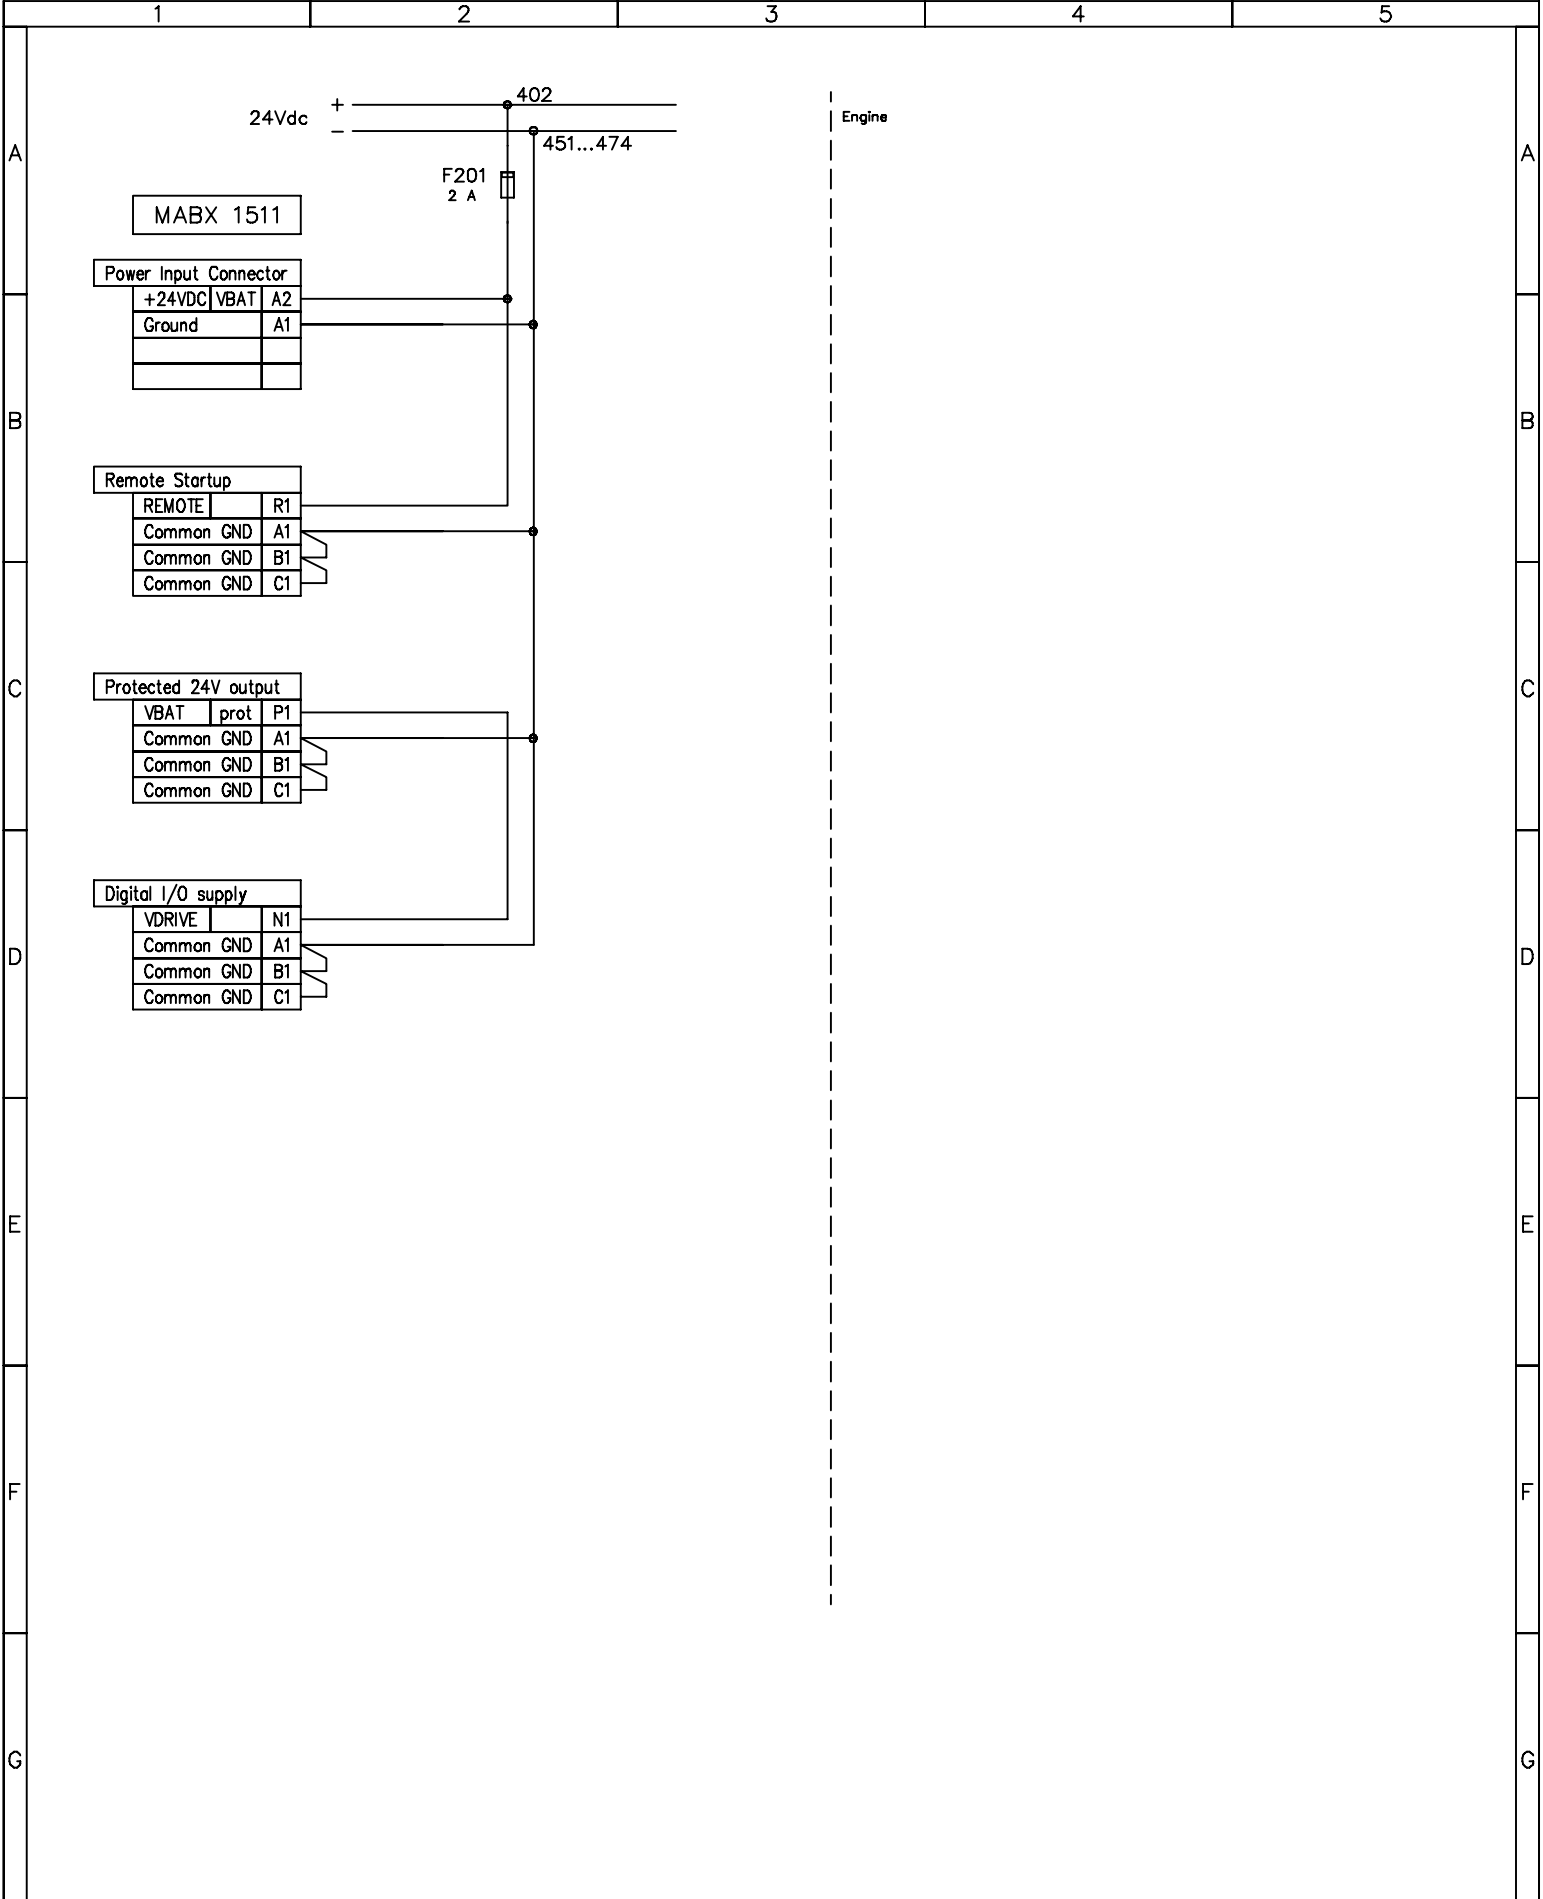 1 2 3 4 5
402
+
24Vdc
Engine
−
451...474
A A
F201
2 A
MABX 1511
Power Input Connector
+24VDC VBAT A2
Ground A1
B B
Remote Startup
REMOTE R1
Common GND A1
Common GND B1
Common GND C1
C C
Protected 24V output
VBAT prot P1
Common GND A1
Common GND B1
Common GND C1
Digital I/O supply
VDRIVE N1
Common GND A1
D D
Common GND B1
Common GND C1
E E
F F
G G